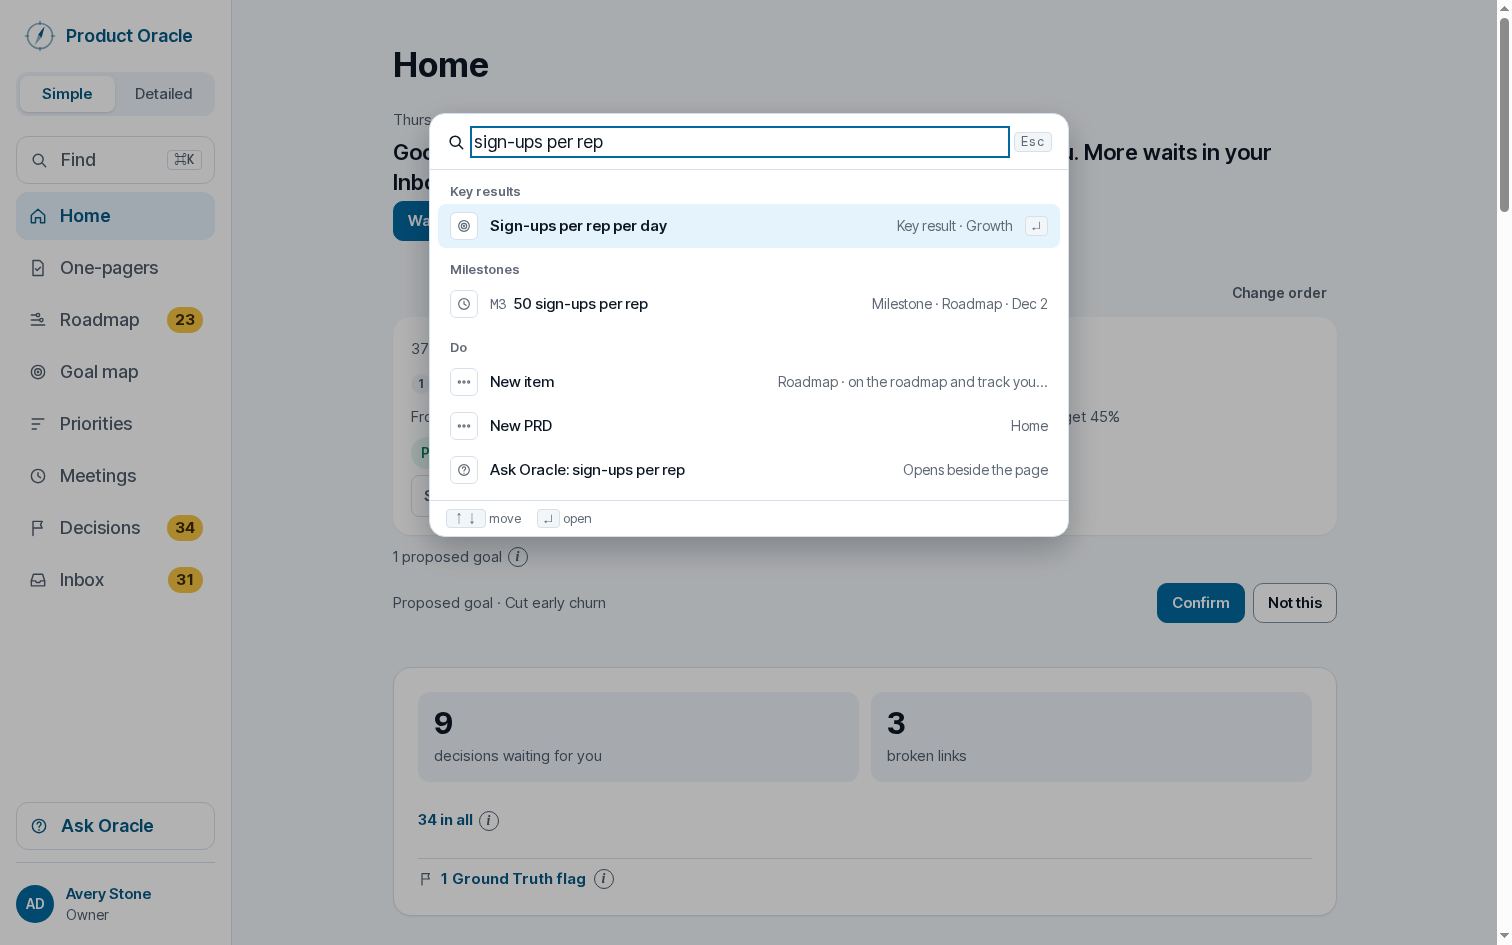 Product Oracle
Simple
Detailed
Find
⌘K
Home
One-pagers
Roadmap
23
Goal map
Priorities
Meetings
Decisions
34
Inbox
31
Ask Oracle
AD
Avery Stone
Owner
Home
Thurs
u. More waits in your
sign-ups per rep
Esc
Key results
Sign-ups per rep per day
Key result · Growth
Milestones
M3 50 sign-ups per rep
Milestone · Roadmap · Dec 2
Do
New item
Roadmap · on the roadmap and track you…
New PRD
Home
Ask Oracle: sign-ups per rep
Opens beside the page
↑ ↓ move
↵ open
Change order
37
1
get 45%
1 proposed goal
i
Proposed goal · Cut early churn
Confirm
Not this
9
decisions waiting for you
3
broken links
34 in all
i
1 Ground Truth flag
i